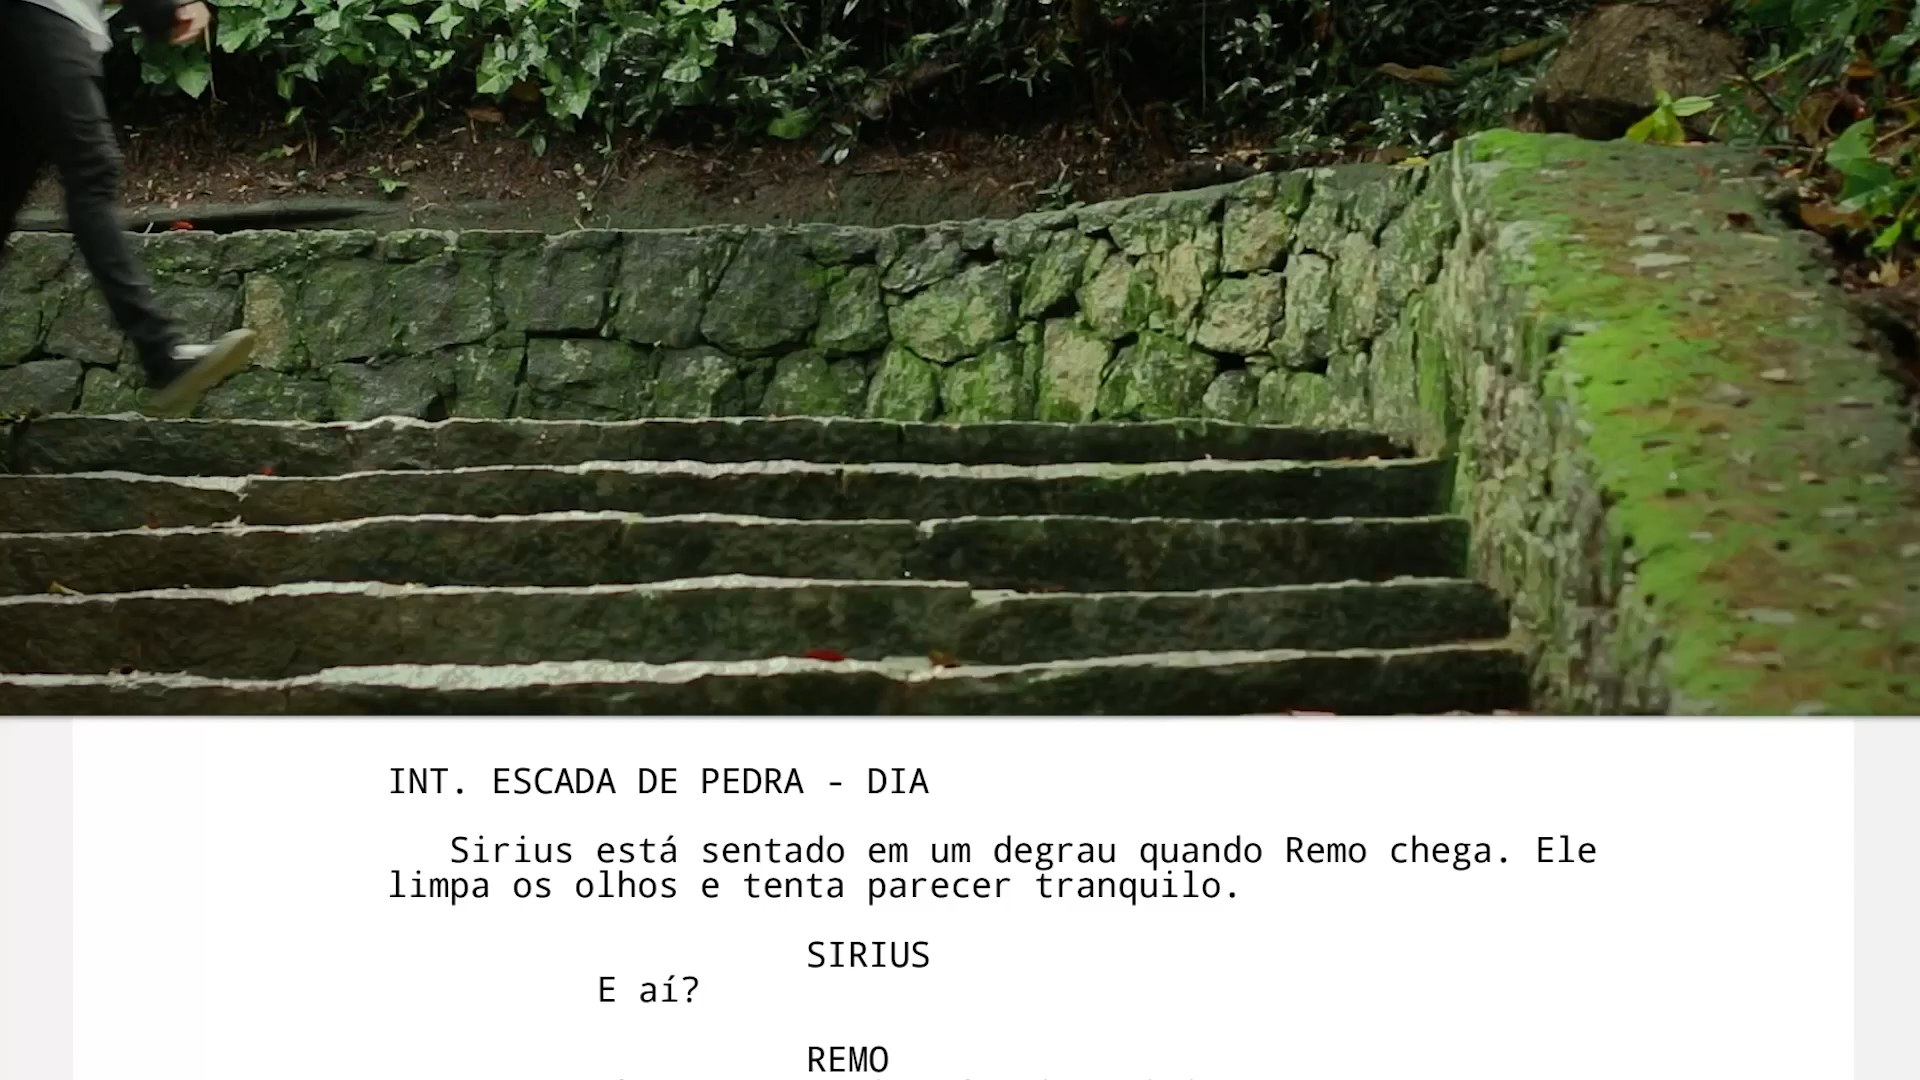 INT. ESCADA DE PEDRA - DIA
Sirius está sentado em um degrau quando Remo chega. Ele
limpa os olhos e tenta parecer tranquilo.
SIRIUS
E aí?
REMO